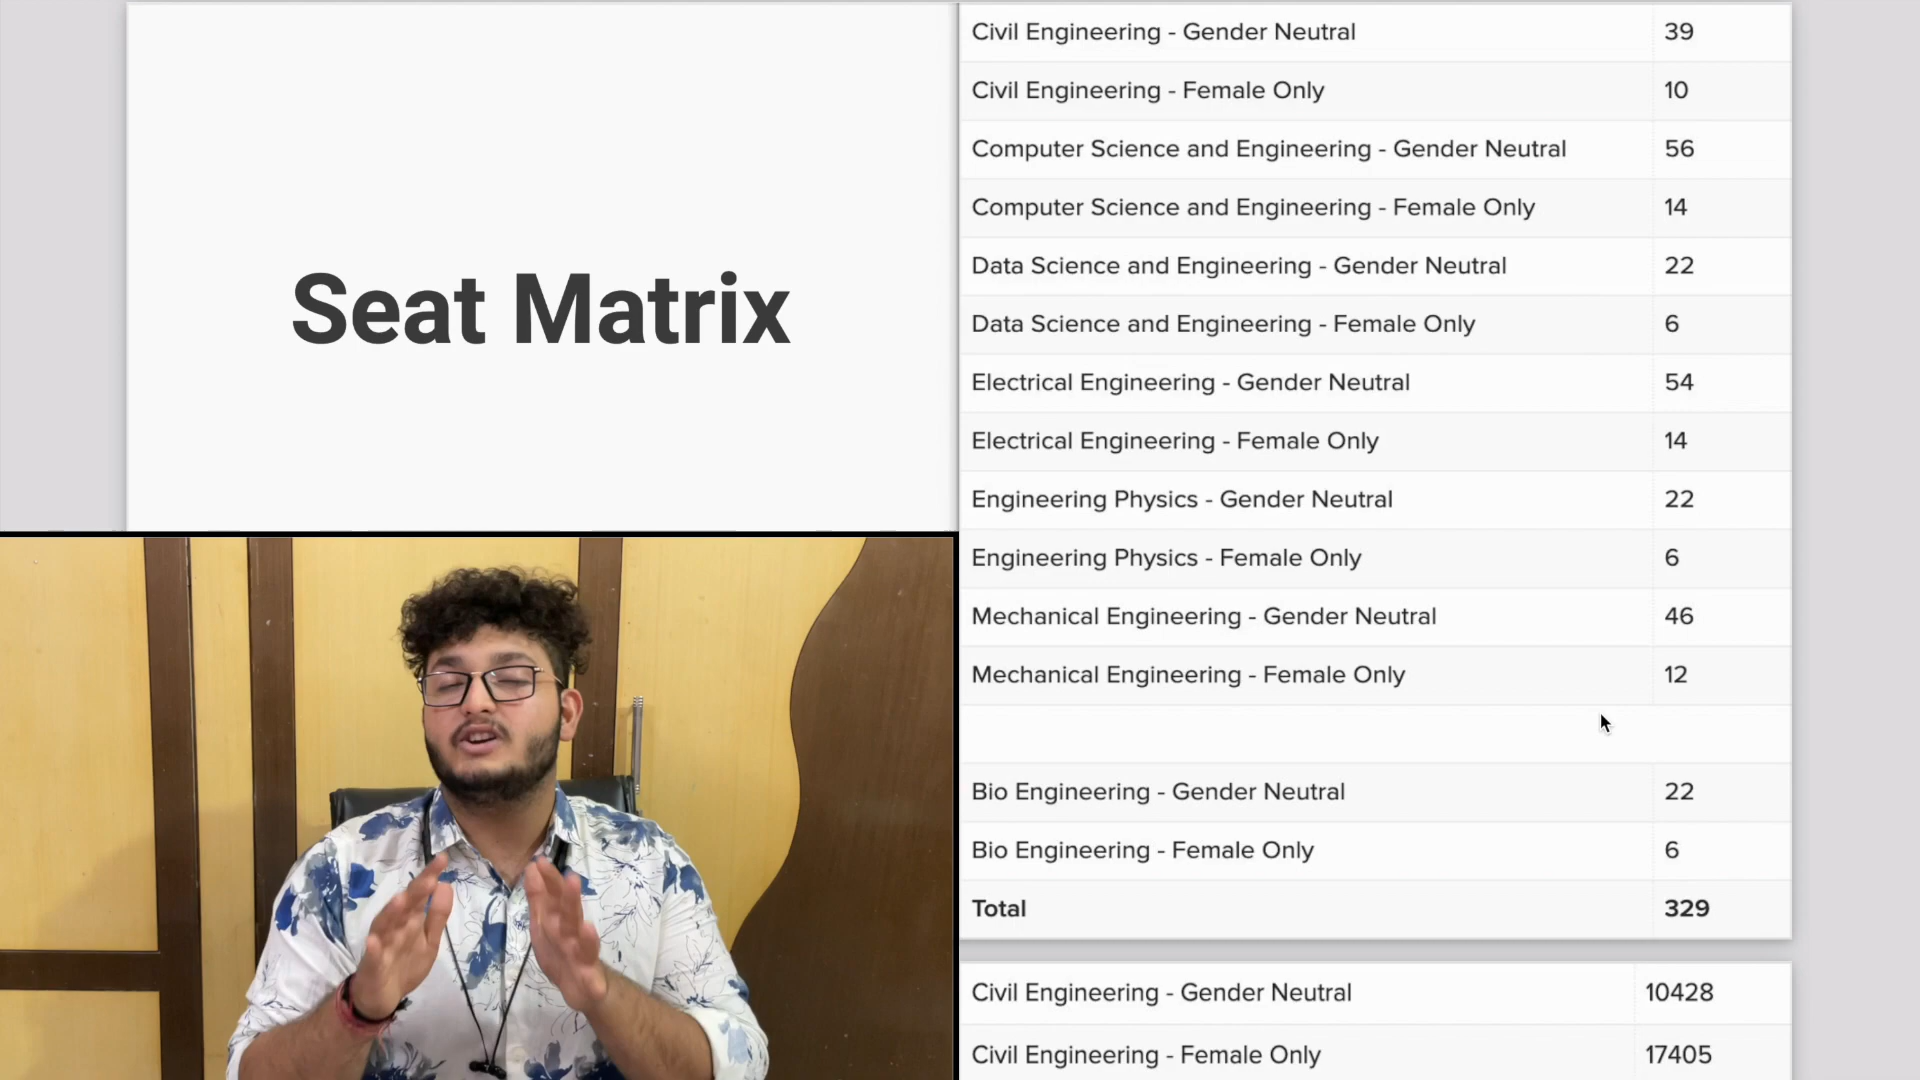 Seat Matrix
Civil Engineering - Gender Neutral 39
Civil Engineering - Female Only 10
Computer Science and Engineering - Gender Neutral 56
Computer Science and Engineering - Female Only 14
Data Science and Engineering - Gender Neutral 22
Data Science and Engineering - Female Only 6
Electrical Engineering - Gender Neutral 54
Electrical Engineering - Female Only 14
Engineering Physics - Gender Neutral 22
Engineering Physics - Female Only 6
Mechanical Engineering - Gender Neutral 46
Mechanical Engineering - Female Only 12
Bio Engineering - Gender Neutral 22
Bio Engineering - Female Only 6
Total 329
Civil Engineering - Gender Neutral 10428
Civil Engineering - Female Only 17405